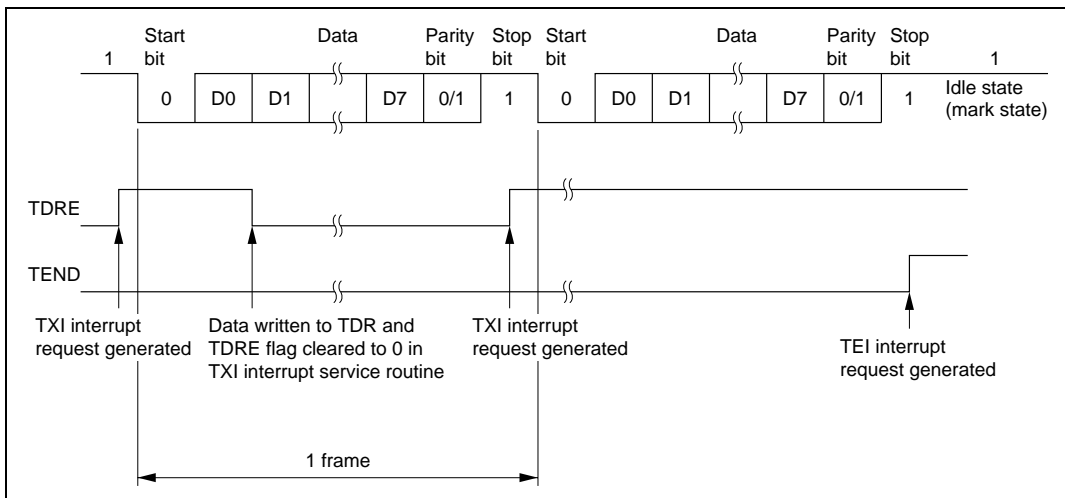 Start bit
Data
Parity bit
Stop bit
Start bit
Data
Parity bit
Stop bit
1
1
0
D0
D1
D7
0/1
1
0
D0
D1
D7
0/1
1
Idle state
(mark state)
TDRE
TEND
TXI interrupt
request generated
Data written to TDR and
TDRE flag cleared to 0 in
TXI interrupt service routine
TXI interrupt
request generated
TEI interrupt
request generated
1 frame